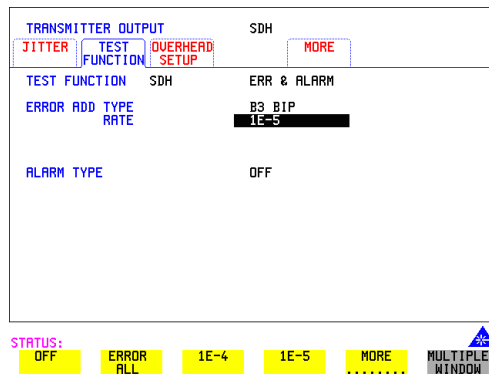 TRANSMITTER OUTPUT SDH
JITTER TEST FUNCTION OVERHEAD SETUP MORE
TEST FUNCTION SDH ERR & ALARM
ERROR ADD TYPE B3 BIP
RATE 1E-5
ALARM TYPE OFF
STATUS:
OFF ERROR ALL 1E-4 1E-5 MORE ........ MULTIPLE WINDOW